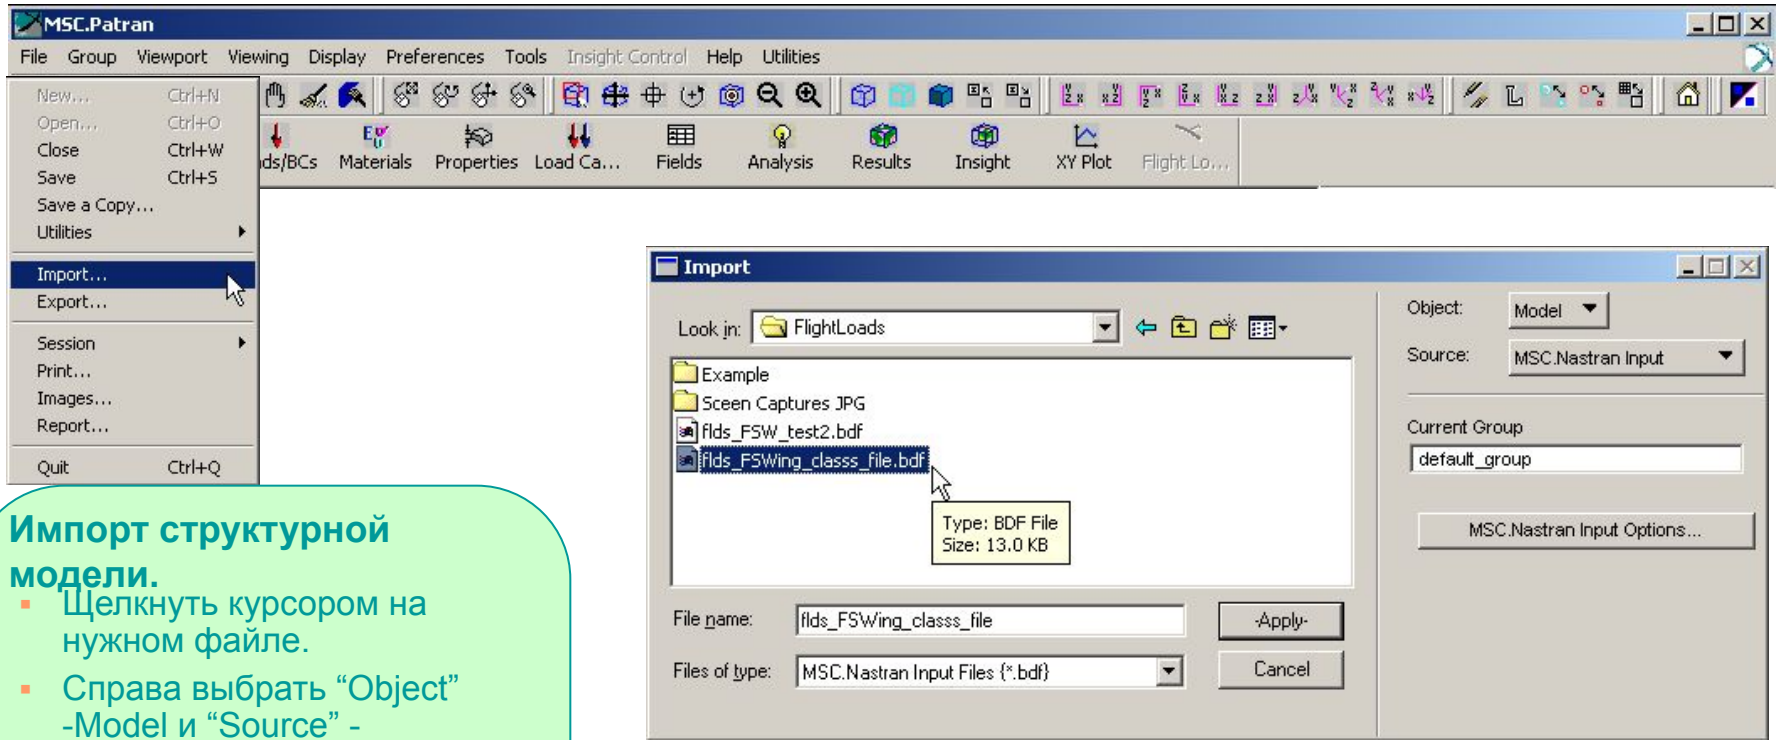 MSC.Patran
File Group Viewport Viewing Display Preferences Tools Insight Control Help Utilities
New... Ctrl+N
Open... Ctrl+O
Close Ctrl+W
Save Ctrl+S
Save a Copy...
Utilities
Import...
Export...
Session
Print...
Images...
Report...
Quit Ctrl+Q
ds/BCs Materials Properties Load Ca... Fields Analysis Results Insight XY Plot Flight Lo...
Import
Look in: FlightLoads
Example
Sceen Captures JPG
flds_FSW_test2.bdf
flds_FSWing_classs_file.bdf
Type: BDF File
Size: 13.0 KB
File name: flds_FSWing_classs_file -Apply-
Files of type: MSC.Nastran Input Files (*.bdf) Cancel
Object: Model
Source: MSC.Nastran Input
Current Group
default_group
MSC.Nastran Input Options...
Импорт структурной
модели.
▪ Щелкнуть курсором на
нужном файле.
▪ Справа выбрать “Object”
-Model и “Source” -